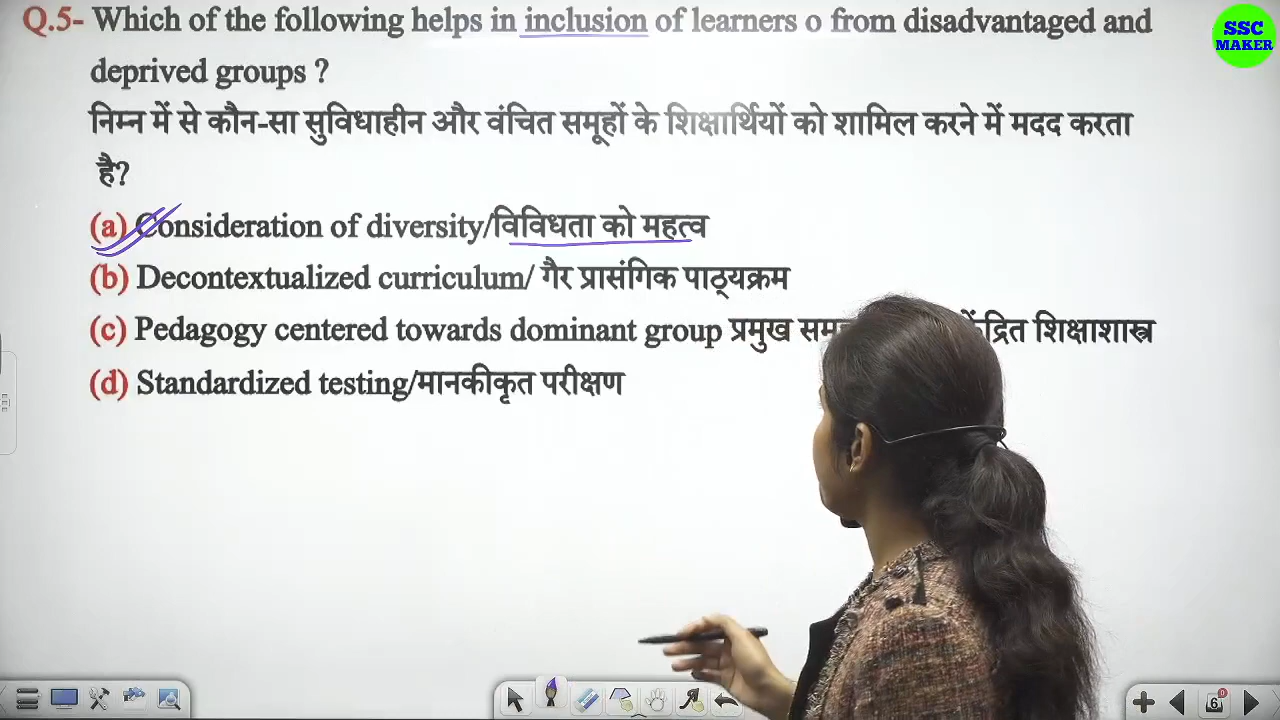 Q.5- Which of the following helps in inclusion of learners o from disadvantaged and
deprived groups ?
निम्न में से कौन-सा सुविधाहीन और वंचित समूहों के शिक्षार्थियों को शामिल करने में मदद करता
है?
(a) Consideration of diversity/विविधता को महत्व
(b) Decontextualized curriculum/ गैर प्रासंगिक पाठ्यक्रम
(c) Pedagogy centered towards dominant group प्रमुख केंद्रित शिक्षाशास्त्र
(d) Standardized testing/मानकीकृत परीक्षण
SSC
MAKER
6